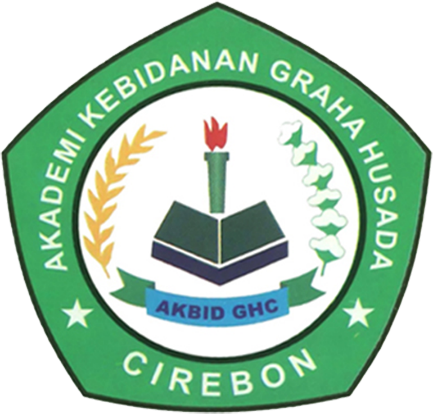 AKADEMI KEBIDANAN GRAHA HUSADA
AKBID GHC
CIREBON